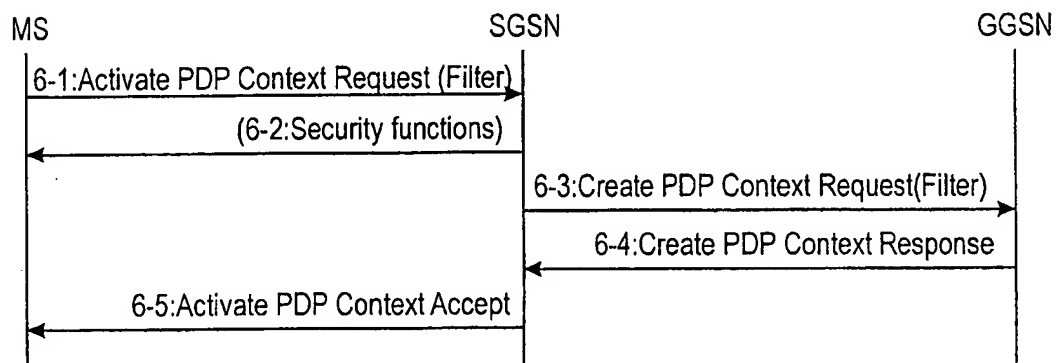 MS
SGSN
GGSN
6-1:Activate PDP Context Request (Filter)
(6-2:Security functions)
6-3:Create PDP Context Request(Filter)
6-4:Create PDP Context Response
6-5:Activate PDP Context Accept